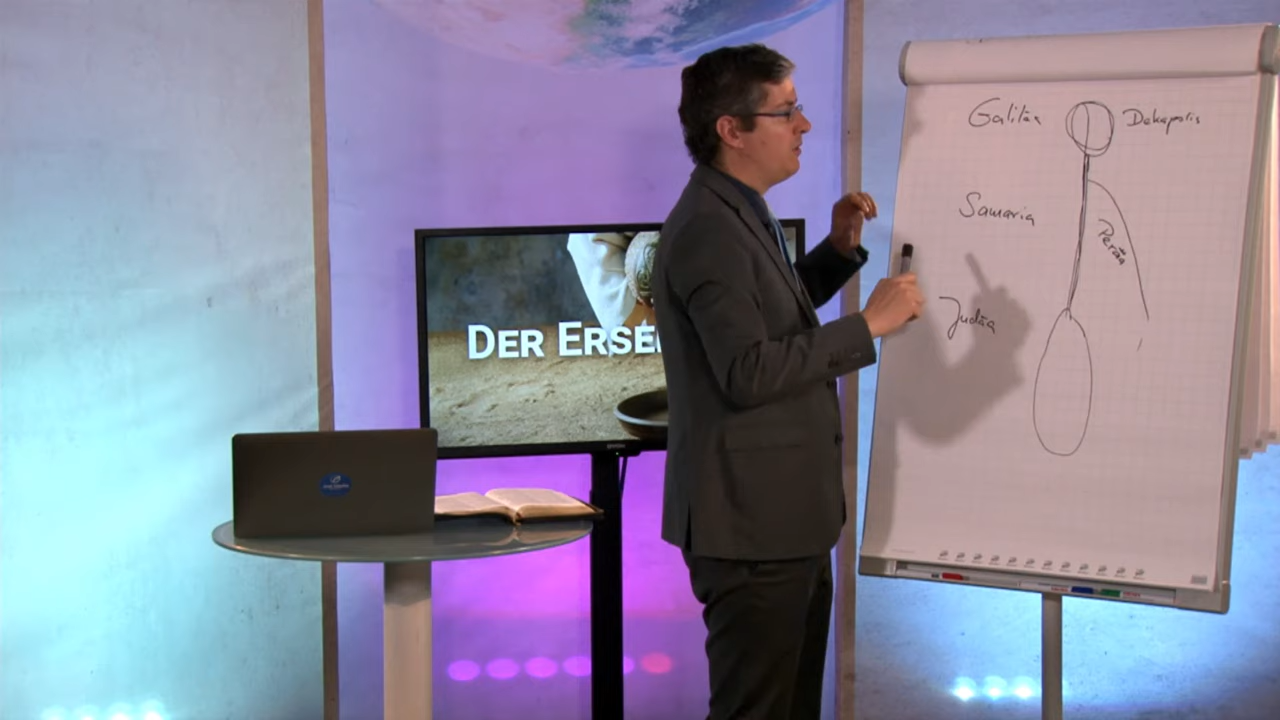 Galiläa
Dekapolis
Samaria
Peräa
Judäa
DER ERSE